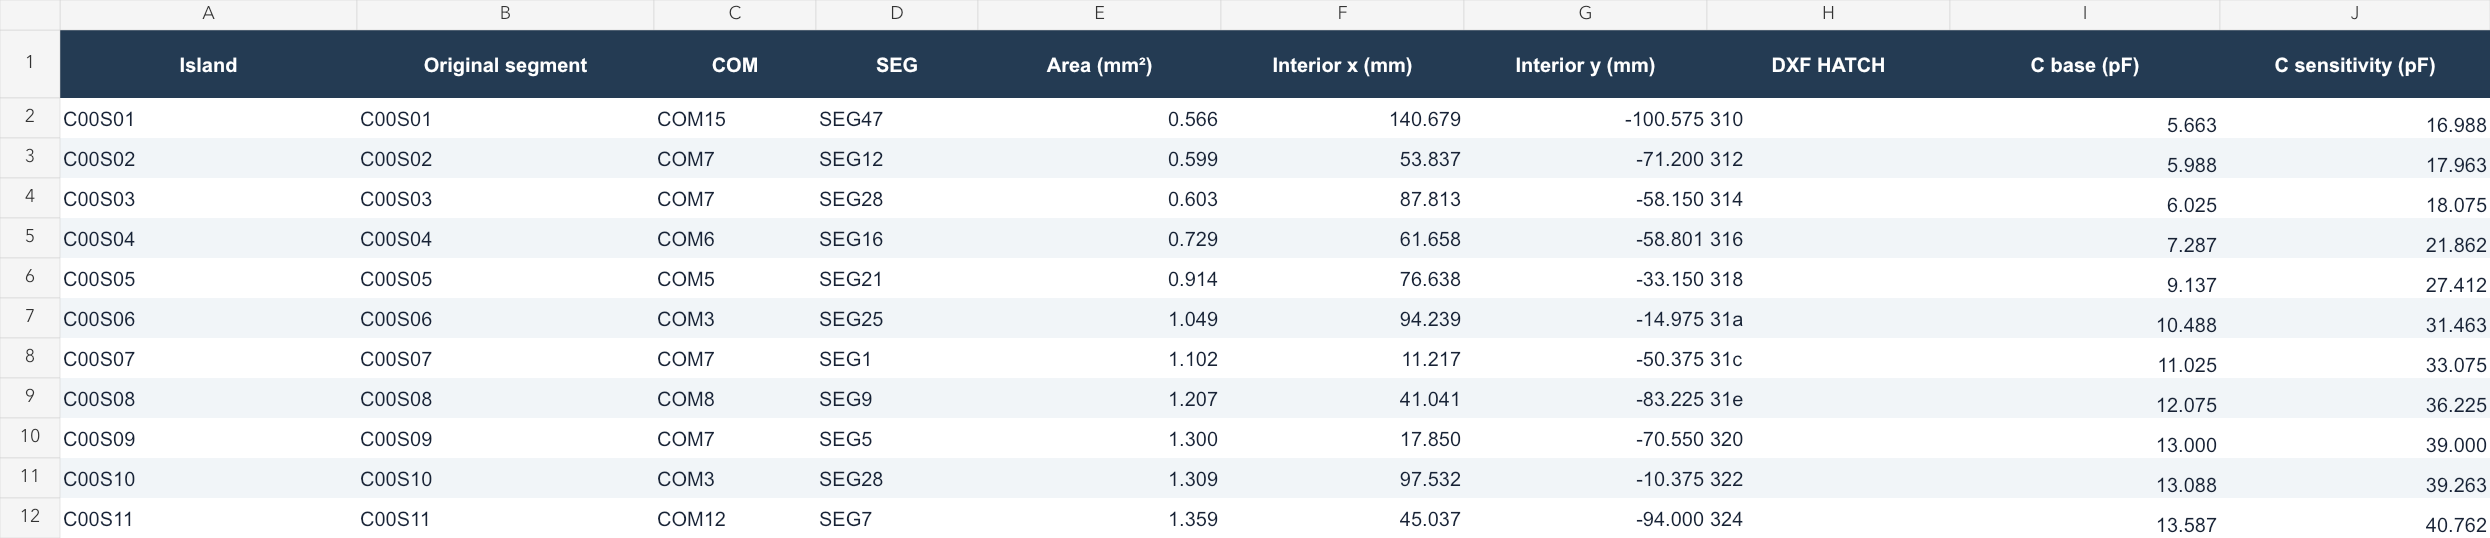 A B C D E F G H I J
1 Island Original segment COM SEG Area (mm²) Interior x (mm) Interior y (mm) DXF HATCH C base (pF) C sensitivity (pF)
2 C00S01 C00S01 COM15 SEG47 0.566 140.679 -100.575 310 5.663 16.988
3 C00S02 C00S02 COM7 SEG12 0.599 53.837 -71.200 312 5.988 17.963
4 C00S03 C00S03 COM7 SEG28 0.603 87.813 -58.150 314 6.025 18.075
5 C00S04 C00S04 COM6 SEG16 0.729 61.658 -58.801 316 7.287 21.862
6 C00S05 C00S05 COM5 SEG21 0.914 76.638 -33.150 318 9.137 27.412
7 C00S06 C00S06 COM3 SEG25 1.049 94.239 -14.975 31a 10.488 31.463
8 C00S07 C00S07 COM7 SEG1 1.102 11.217 -50.375 31c 11.025 33.075
9 C00S08 C00S08 COM8 SEG9 1.207 41.041 -83.225 31e 12.075 36.225
10 C00S09 C00S09 COM7 SEG5 1.300 17.850 -70.550 320 13.000 39.000
11 C00S10 C00S10 COM3 SEG28 1.309 97.532 -10.375 322 13.088 39.263
12 C00S11 C00S11 COM12 SEG7 1.359 45.037 -94.000 324 13.587 40.762